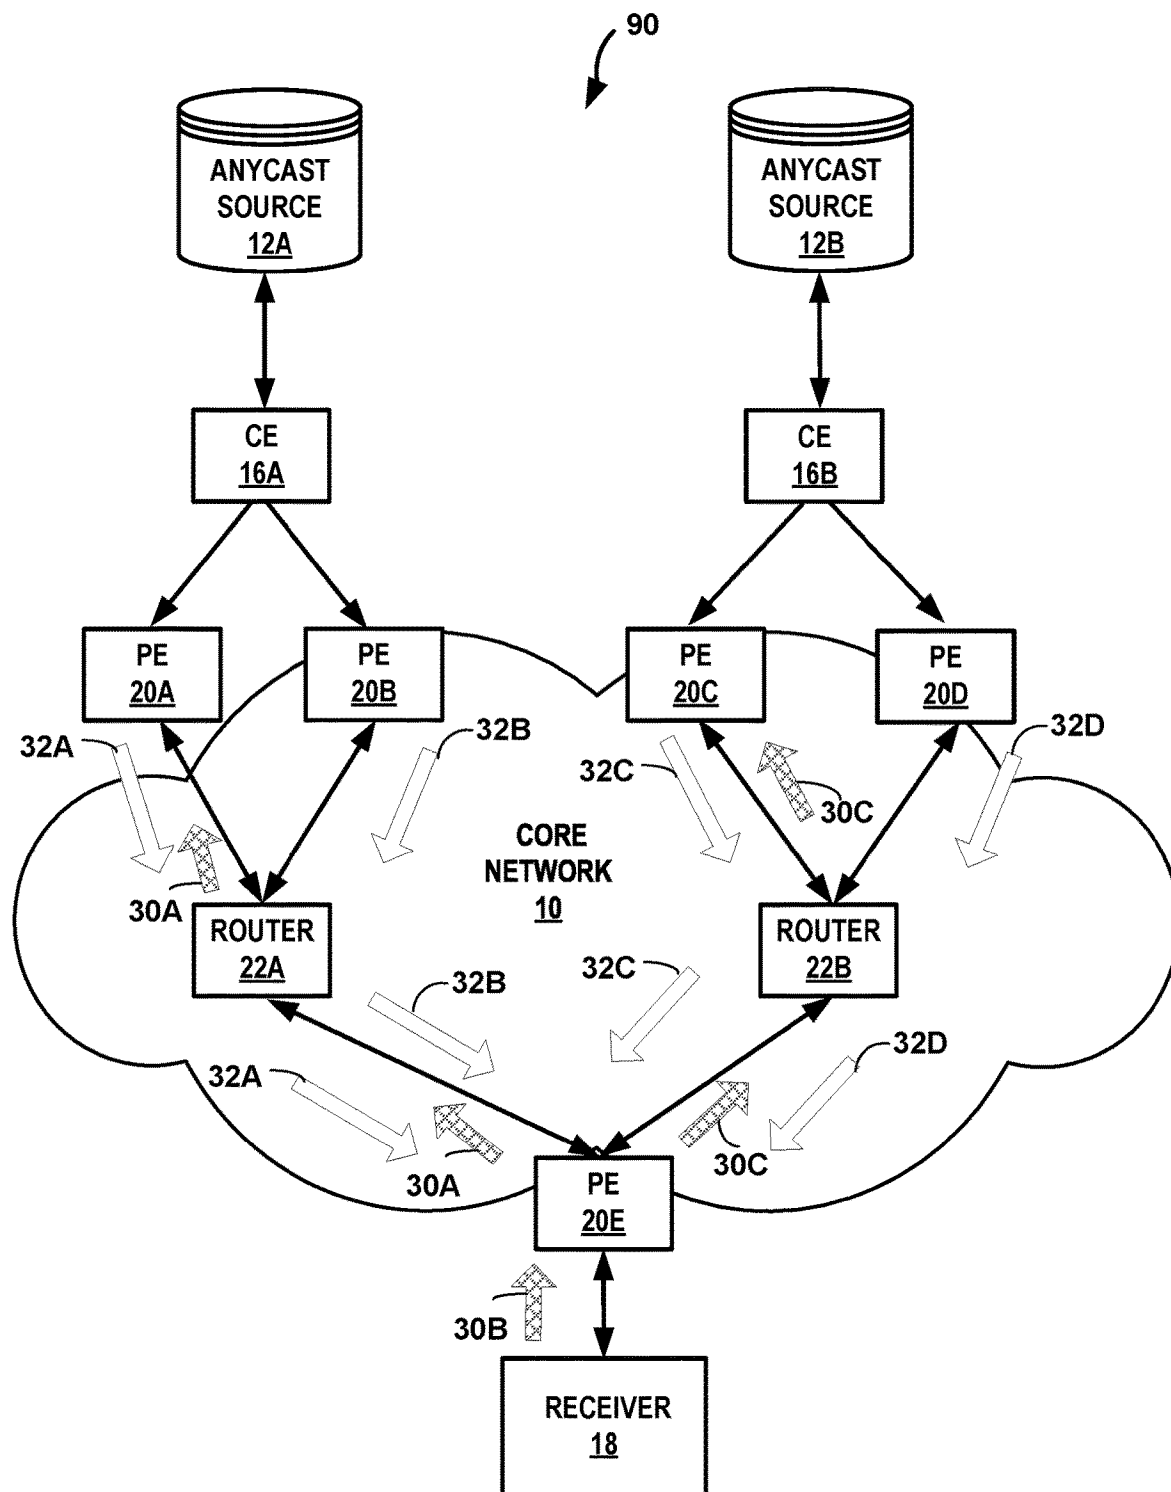 90
ANYCAST
SOURCE
12A
ANYCAST
SOURCE
12B
CE
16A
CE
16B
PE
20A
PE
20B
PE
20C
PE
20D
32A
32B
32C
30C
32D
30A
CORE
NETWORK
10
ROUTER
22A
ROUTER
22B
32B
32C
32A
32D
30A
30C
PE
20E
30B
RECEIVER
18